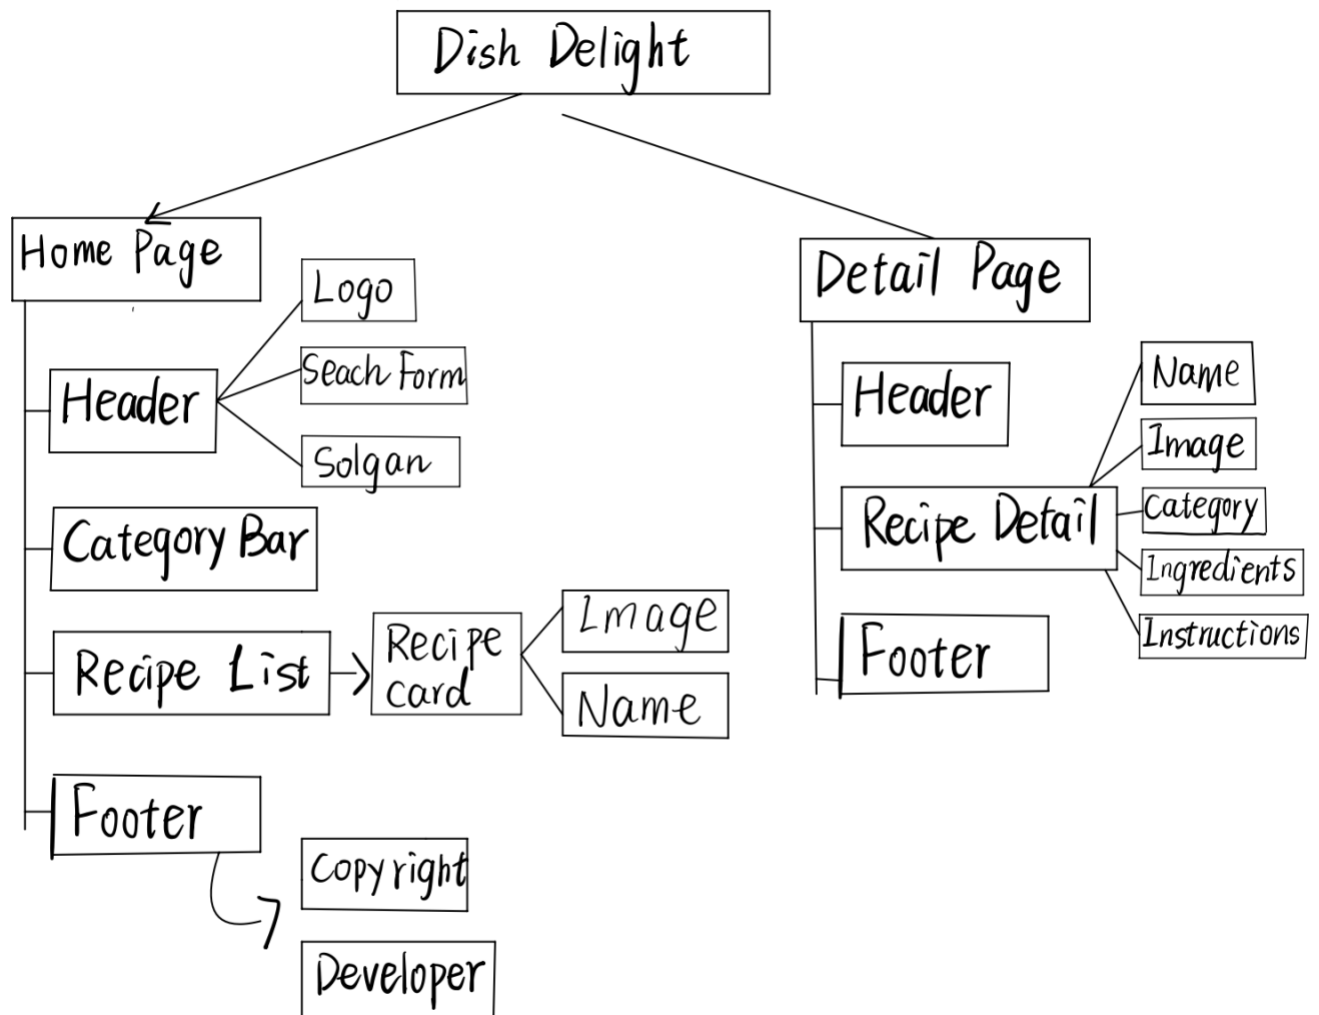 Dish Delight
Home Page
Logo
Seach Form
Header
Solgan
Category Bar
Recipe List
Recipe
card
Image
Name
Footer
Copyright
Developer
Detail Page
Header
Name
Image
Recipe Detail
Category
Ingredients
Instructions
Footer